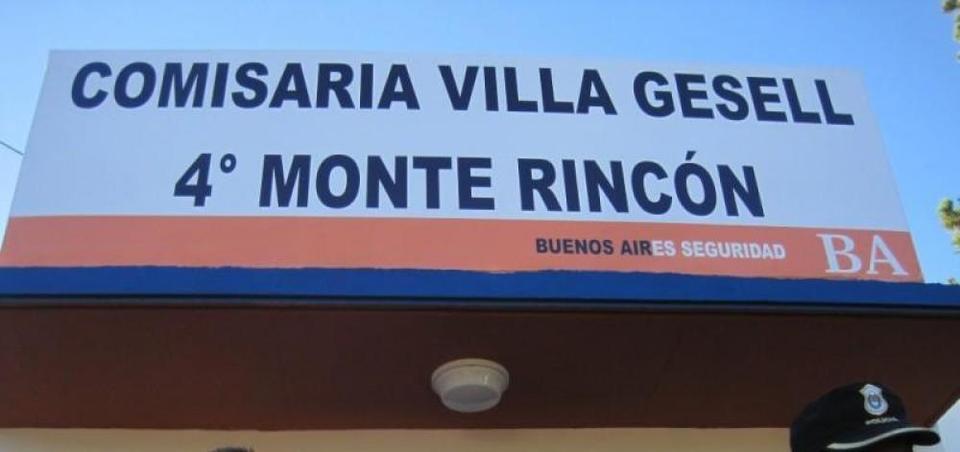 COMISARIA VILLA GESELL
4° MONTE RINCÓN
BUENOS AIRES SEGURIDAD BA